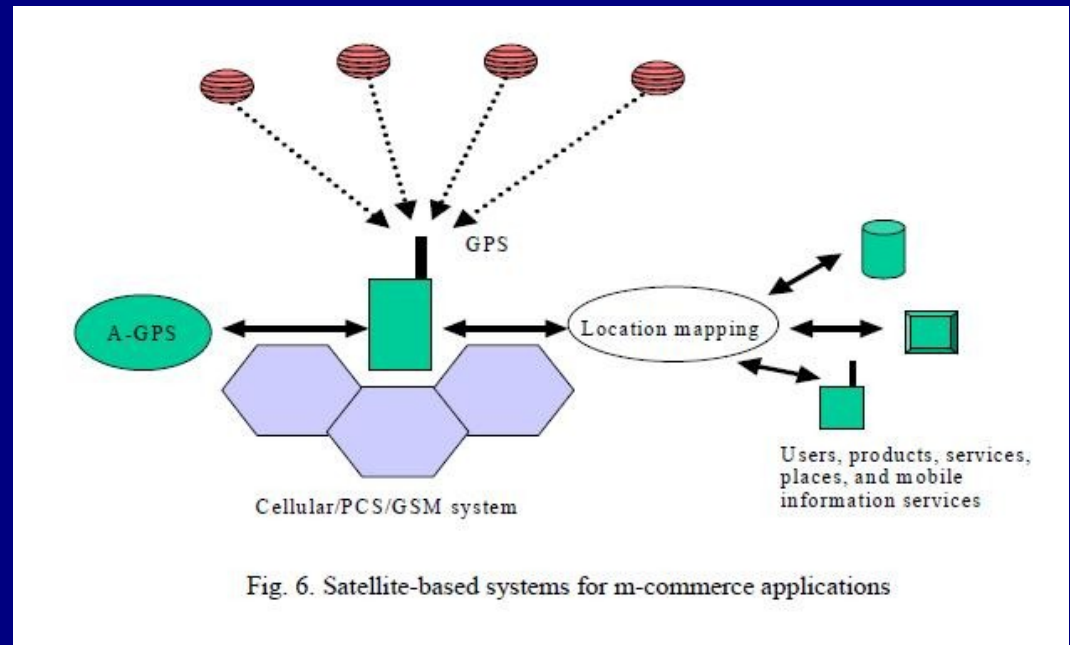 GPS
A-GPS
Location mapping
Users, products, services,
places, and mobile
information services
Cellular/PCS/GSM system
Fig. 6. Satellite-based systems for m-commerce applications